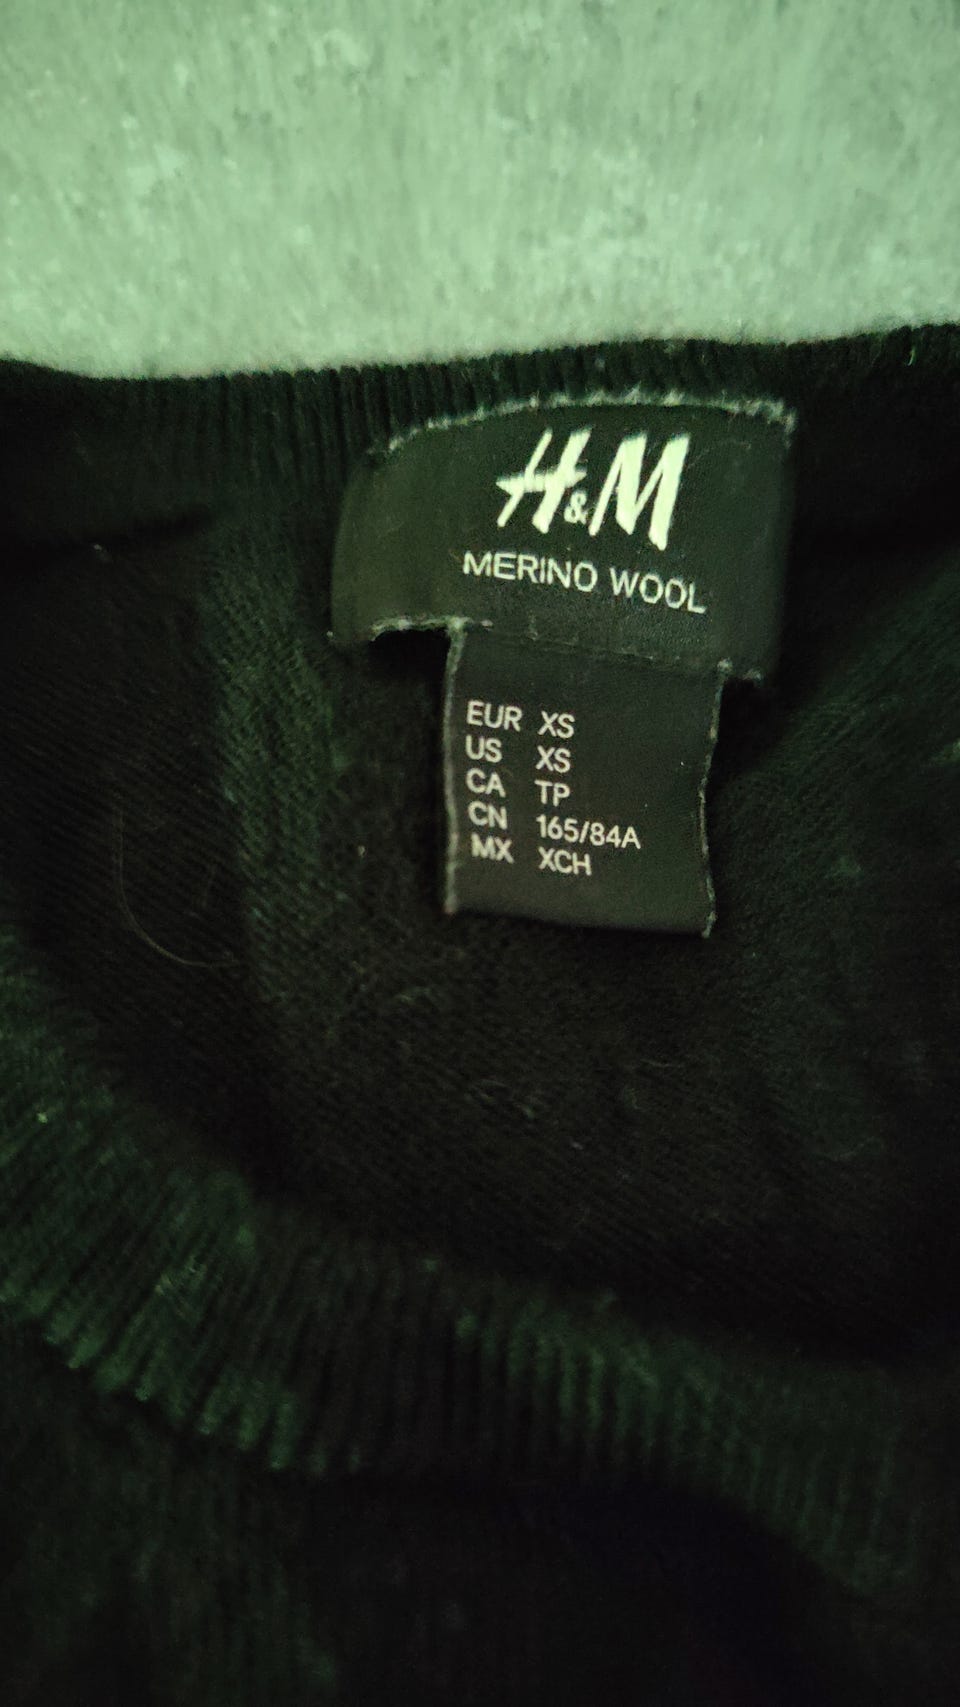 H&M
MERINO WOOL
EUR XS
US XS
CA TP
CN 165/84A
MX XCH